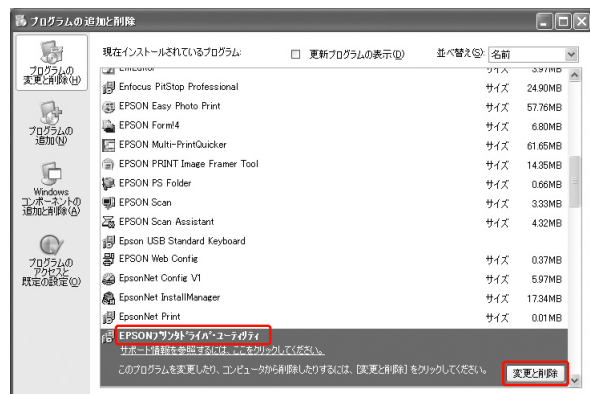 プログラムの追加と削除
現在インストールされているプログラム:
更新プログラムの表示(D)
並べ替え(S): 名前
プログラムの
変更と削除(H)
プログラムの
追加(N)
Windows
コンポーネントの
追加と削除(A)
プログラムの
アクセスと
既定の設定(O)
サイズ 3.97MB
Enfocus PitStop Professional サイズ 24.90MB
EPSON Easy Photo Print サイズ 57.76MB
EPSON Form!4 サイズ 6.80MB
EPSON Multi-PrintQuicker サイズ 61.65MB
EPSON PRINT Image Framer Tool サイズ 14.35MB
EPSON PS Folder サイズ 0.66MB
EPSON Scan サイズ 3.33MB
EPSON Scan Assistant サイズ 4.32MB
Epson USB Standard Keyboard
EPSON Web Config サイズ 0.37MB
EpsonNet Config V1 サイズ 5.97MB
EpsonNet InstallManager サイズ 17.34MB
EpsonNet Print サイズ 0.01MB
EPSONプリンタドライバ・ユーティリティ
サポート情報を参照するには、ここをクリックしてください。
このプログラムを変更したり、コンピュータから削除したりするには、[変更と削除] をクリックしてください。
変更と削除